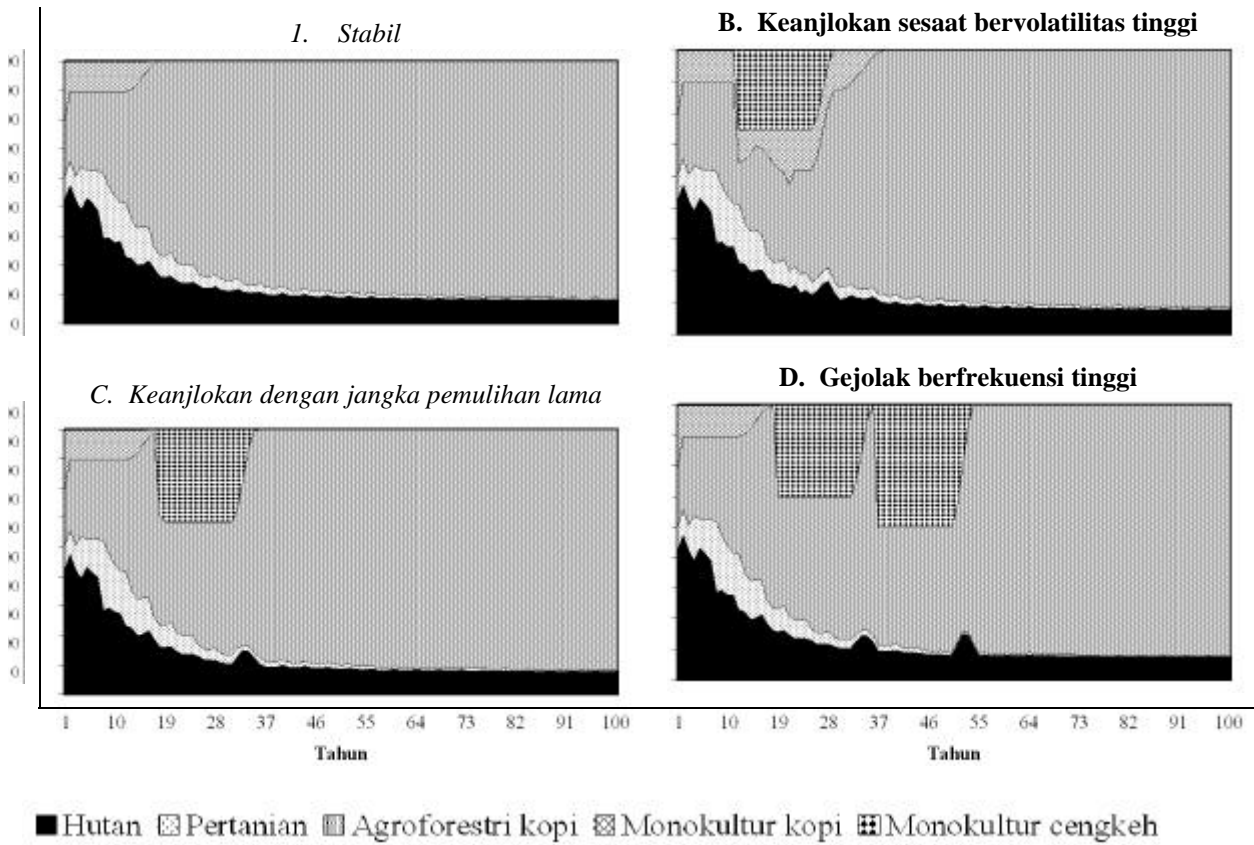 1. Stabil
B. Keanjlokan sesaat bervolatilitas tinggi
C. Keanjlokan dengan jangka pemulihan lama
D. Gejolak berfrekuensi tinggi
0
0
1 10 19 28 37 46 55 64 73 82 91 100
Tahun
1 10 19 28 37 46 55 64 73 82 91 100
Tahun
Hutan Pertanian Agroforestri kopi Monokultur kopi Monokultur cengkeh